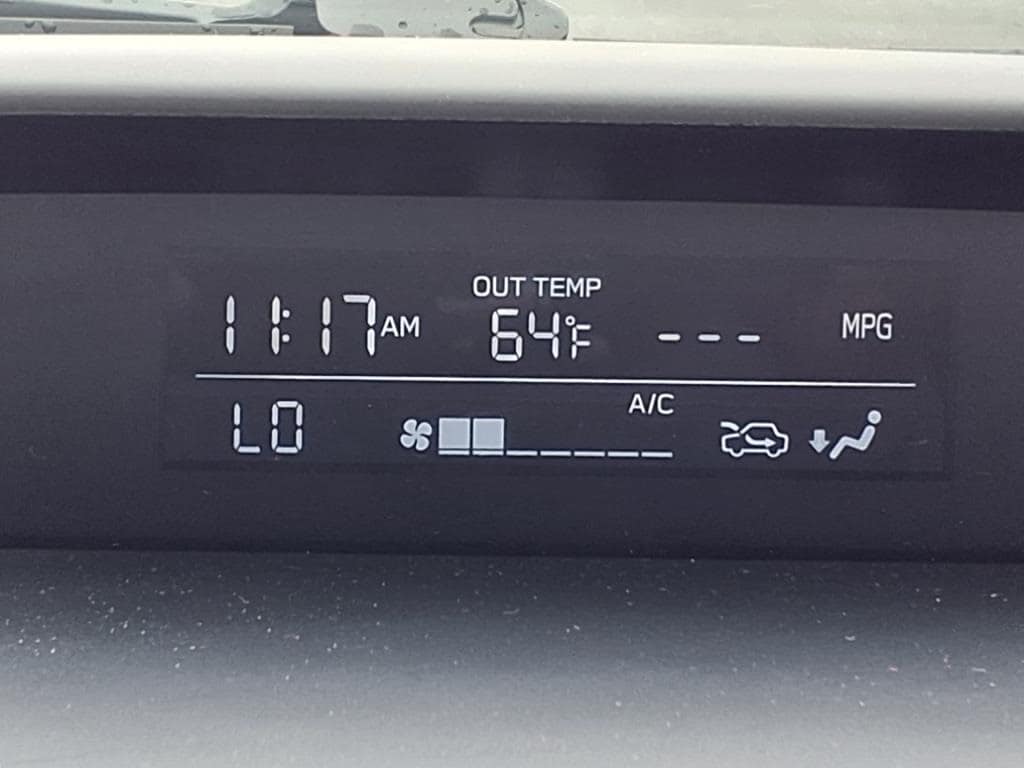 OUT TEMP
11:17 AM 64°F --- MPG
A/C
LO